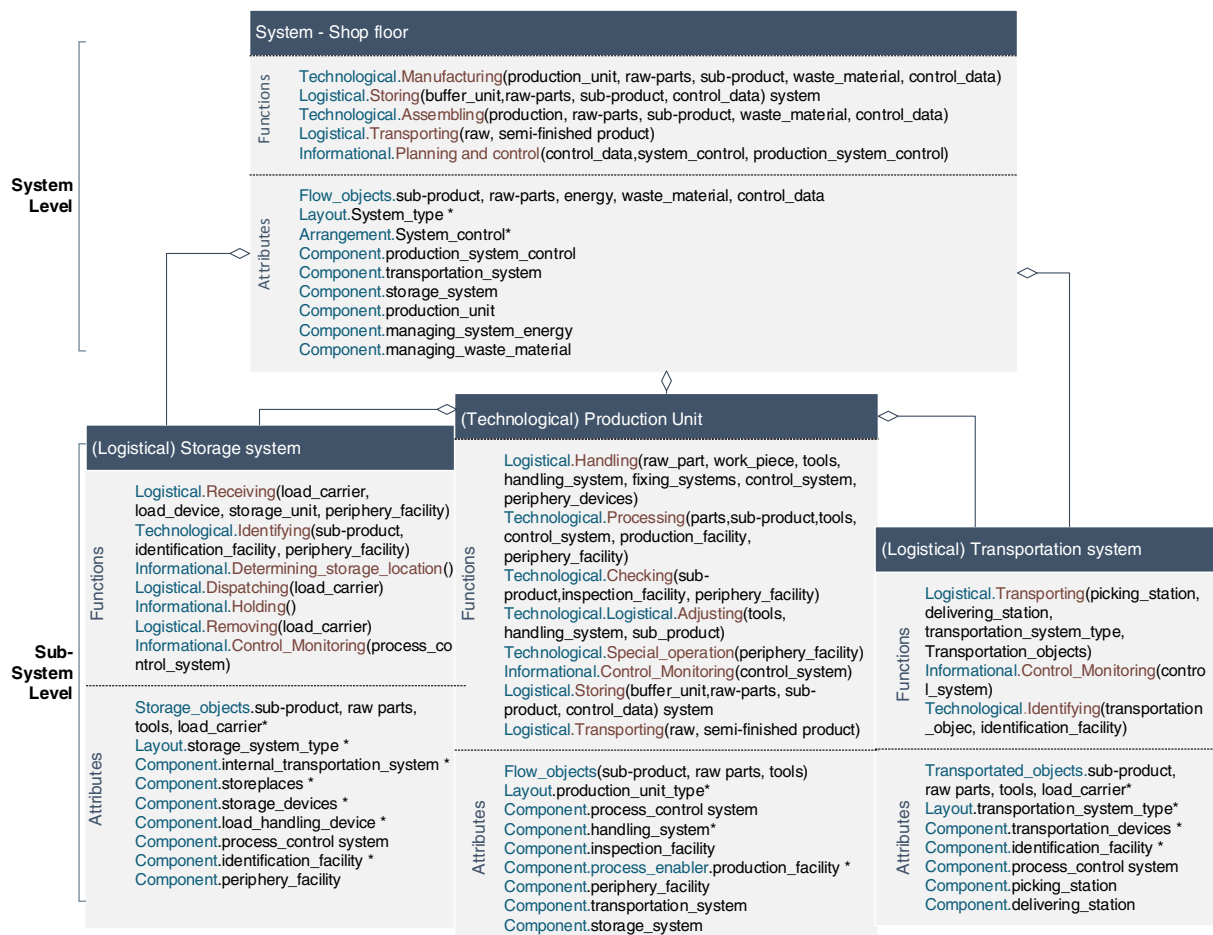 System - Shop floor
Functions
Technological.Manufacturing(production_unit, raw-parts, sub-product, waste_material, control_data)
Logistical.Storing(buffer_unit,raw-parts, sub-product, control_data) system
Technological.Assembling(production, raw-parts, sub-product, waste_material, control_data)
Logistical.Transporting(raw, semi-finished product)
Informational.Planning and control(control_data,system_control, production_system_control)
System
Level
Attributes
Flow_objects.sub-product, raw-parts, energy, waste_material, control_data
Layout.System_type *
Arrangement.System_control*
Component.production_system_control
Component.transportation_system
Component.storage_system
Component.production_unit
Component.managing_system_energy
Component.managing_waste_material
Sub-
System
Level
(Logistical) Storage system
Functions
Logistical.Receiving(load_carrier,
load_device, storage_unit, periphery_facility)
Technological.Identifying(sub-product,
identification_facility, periphery_facility)
Informational.Determining_storage_location()
Logistical.Dispatching(load_carrier)
Informational.Holding()
Logistical.Removing(load_carrier)
Informational.Control_Monitoring(process_co
ntrol_system)
Attributes
Storage_objects.sub-product, raw parts,
tools, load_carrier*
Layout.storage_system_type *
Component.internal_transportation_system *
Component.storeplaces *
Component.storage_devices *
Component.load_handling_device *
Component.process_control system
Component.identification_facility *
Component.periphery_facility
(Technological) Production Unit
Functions
Logistical.Handling(raw_part, work_piece, tools,
handling_system, fixing_systems, control_system,
periphery_devices)
Technological.Processing(parts,sub-product,tools,
control_system, production_facility,
periphery_facility)
Technological.Checking(sub-
product,inspection_facility, periphery_facility)
Technological.Logistical.Adjusting(tools,
handling_system, sub_product)
Technological.Special_operation(periphery_facility)
Informational.Control_Monitoring(control_system)
Logistical.Storing(buffer_unit,raw-parts, sub-
product, control_data) system
Logistical.Transporting(raw, semi-finished product)
Attributes
Flow_objects(sub-product, raw parts, tools)
Layout.production_unit_type*
Component.process_control system
Component.handling_system*
Component.inspection_facility
Component.process_enabler.production_facility *
Component.periphery_facility
Component.transportation_system
Component.storage_system
(Logistical) Transportation system
Functions
Logistical.Transporting(picking_station,
delivering_station,
transportation_system_type,
Transportation_objects)
Informational.Control_Monitoring(contro
l_system)
Technological.Identifying(transportation
_objec, identification_facility)
Attributes
Transportated_objects.sub-product,
raw parts, tools, load_carrier*
Layout.transportation_system_type*
Component.transportation_devices *
Component.identification_facility *
Component.process_control system
Component.picking_station
Component.delivering_station